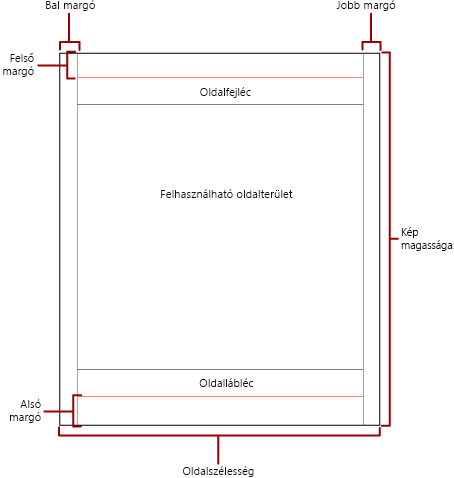 Bal margó
Jobb margó
Felső
margó
Oldalfejléc
Felhasználható oldalterület
Kép
magassága
Oldallábléc
Alsó
margó
Oldalszélesség